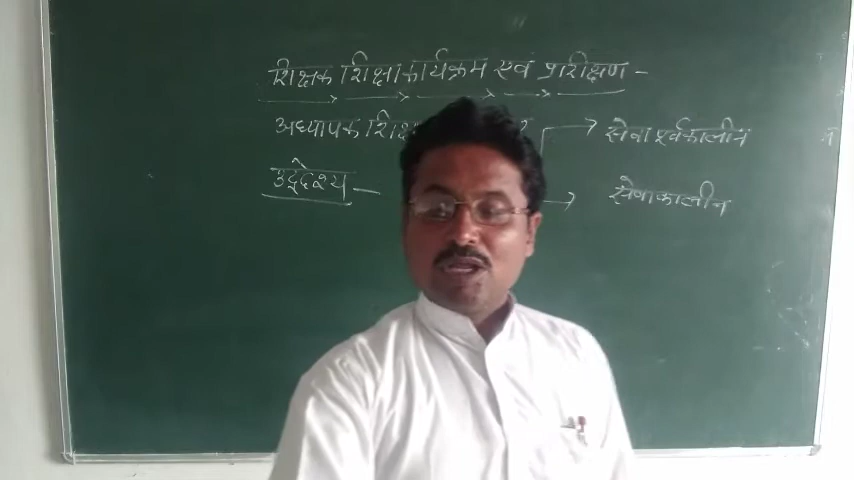 शिक्षक शिक्षा कार्यक्रम एवं प्रशिक्षण -
अध्यापक शिक्षा
सेवा पूर्वकालीन
उद्देश्य -
सेवाकालीन